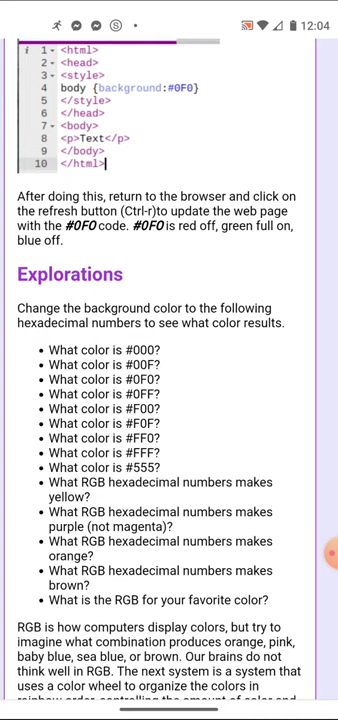 12:04
i 1 <html>
2 <head>
3 <style>
4 body {background:#0F0}
5 </style>
6 </head>
7 <body>
8 <p>Text</p>
9 </body>
10 </html>
After doing this, return to the browser and click on
the refresh button (Ctrl-r)to update the web page
with the #0F0 code. #0F0 is red off, green full on,
blue off.
Explorations
Change the background color to the following
hexadecimal numbers to see what color results.
• What color is #000?
• What color is #00F?
• What color is #0F0?
• What color is #0FF?
• What color is #F00?
• What color is #F0F?
• What color is #FF0?
• What color is #FFF?
• What color is #555?
• What RGB hexadecimal numbers makes
yellow?
• What RGB hexadecimal numbers makes
purple (not magenta)?
• What RGB hexadecimal numbers makes
orange?
• What RGB hexadecimal numbers makes
brown?
• What is the RGB for your favorite color?
RGB is how computers display colors, but try to
imagine what combination produces orange, pink,
baby blue, sea blue, or brown. Our brains do not
think well in RGB. The next system is a system that
uses a color wheel to organize the colors in
rainbow order, controlling the amount of color and